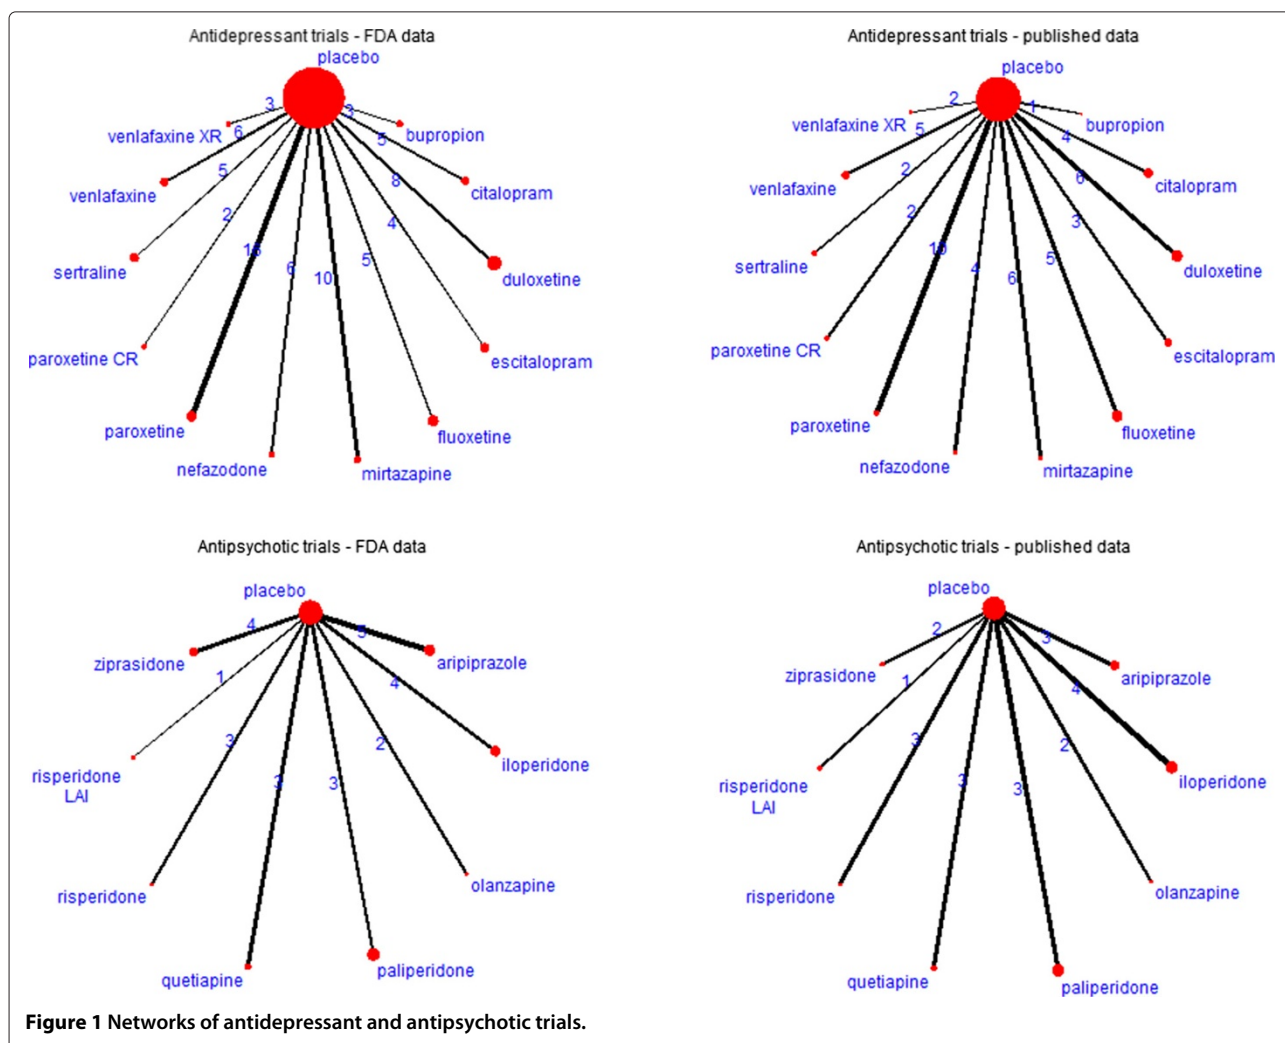 Antidepressant trials - FDA data
placebo
3
3
venlafaxine XR
6
5
bupropion
venlafaxine
5
8
citalopram
sertraline
2
4
duloxetine
6
10
5
paroxetine CR
escitalopram
paroxetine
fluoxetine
nefazodone
mirtazapine
Antidepressant trials - published data
placebo
2
1
venlafaxine XR
5
4
bupropion
venlafaxine
2
6
citalopram
sertraline
2
3
duloxetine
10
4
6
5
paroxetine CR
escitalopram
paroxetine
fluoxetine
nefazodone
mirtazapine
Antipsychotic trials - FDA data
placebo
4
5
ziprasidone
1
4
aripiprazole
risperidone
LAI
3
2
iloperidone
3
3
risperidone
olanzapine
quetiapine
paliperidone
Antipsychotic trials - published data
placebo
2
3
ziprasidone
1
4
aripiprazole
risperidone
LAI
3
2
iloperidone
3
3
risperidone
olanzapine
quetiapine
paliperidone
Figure 1 Networks of antidepressant and antipsychotic trials.